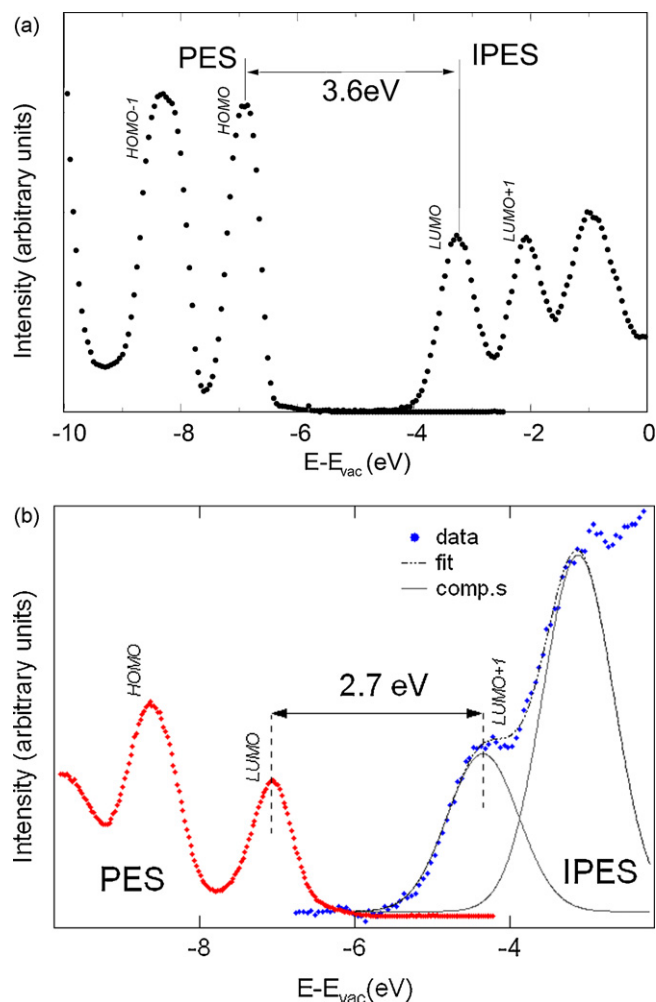 (a)
PES
IPES
3.6eV
HOMO-1
HOMO
LUMO
LUMO+1
Intensity (arbitrary units)
-10
-8
-6
-4
-2
0
E-Evac(eV)
(b)
data
fit
comp.s
HOMO
LUMO
2.7 eV
LUMO+1
Intensity (arbitrary units)
PES
IPES
-8
-6
-4
E-Evac(eV)